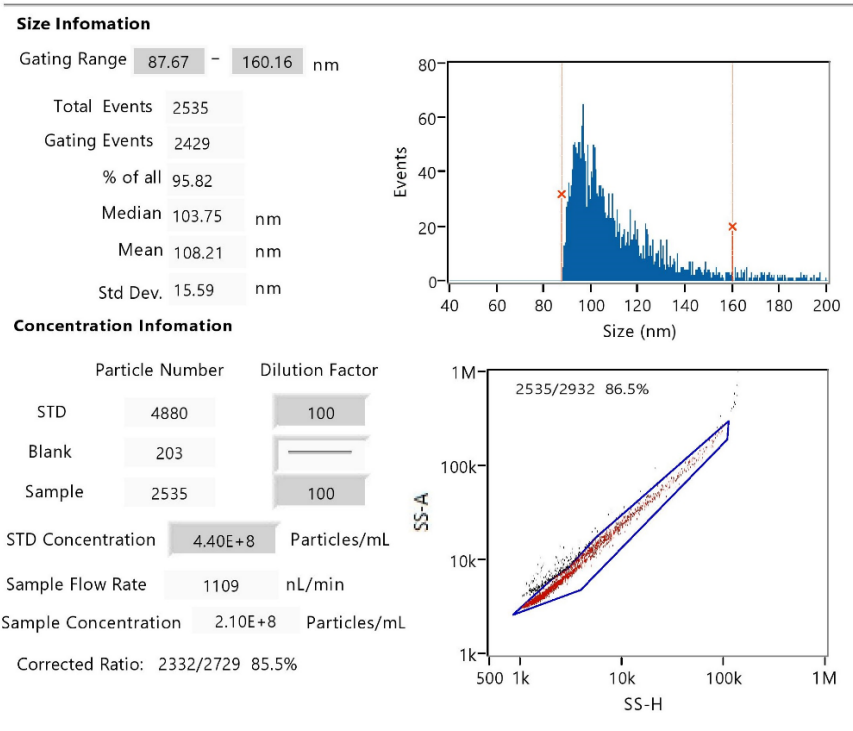 Size Infomation
Gating Range 87.67 - 160.16 nm
Total Events 2535
Gating Events 2429
% of all 95.82
Median 103.75 nm
Mean 108.21 nm
Std Dev. 15.59 nm
80
60
40
20
0
Events
40 60 80 100 120 140 160 180 200
Size (nm)
Concentration Infomation
Particle Number Dilution Factor
STD 4880 100
Blank 203
Sample 2535 100
STD Concentration 4.40E+8 Particles/mL
Sample Flow Rate 1109 nL/min
Sample Concentration 2.10E+8 Particles/mL
Corrected Ratio: 2332/2729 85.5%
2535/2932 86.5%
1M
100k
10k
1k
SS-A
500 1k 10k 100k 1M
SS-H